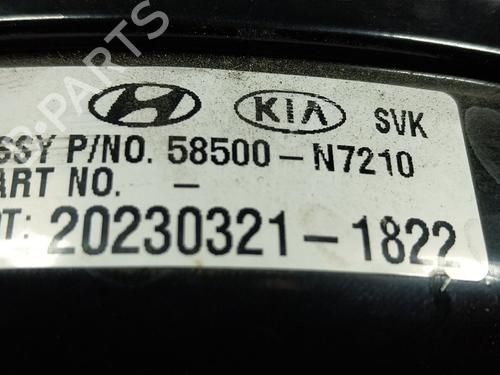 KIA SVK
SSY P/NO. 58500-N7210
ART NO. -
T: 20230321-1822